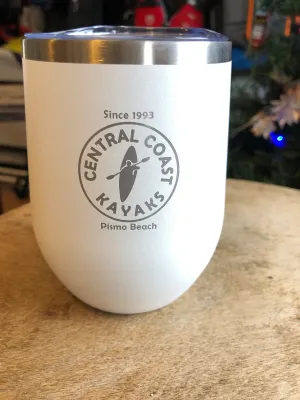 Since 1993
CENTRAL COAST
KAYAKS
Pismo Beach